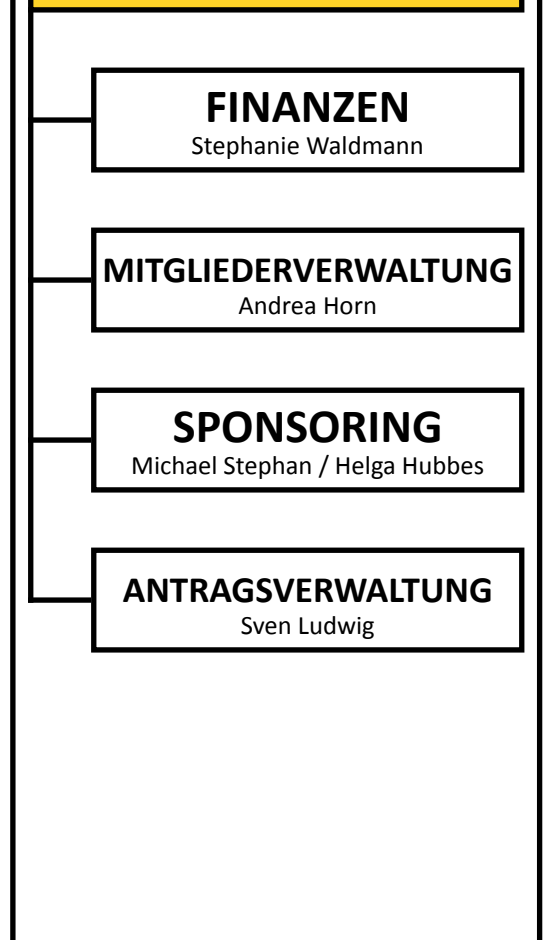 FINANZEN
Stephanie Waldmann
MITGLIEDERVERWALTUNG
Andrea Horn
SPONSORING
Michael Stephan / Helga Hubbes
ANTRAGSVERWALTUNG
Sven Ludwig